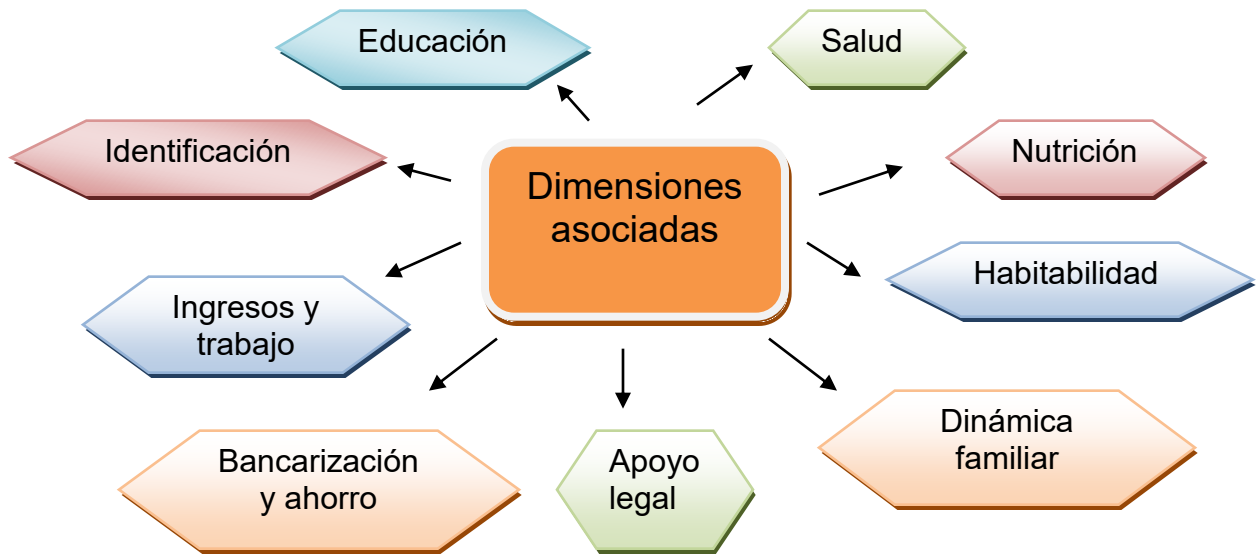 Educación
Salud
Identificación
Nutrición
Dimensiones
asociadas
Habitabilidad
Ingresos y
trabajo
Dinámica
familiar
Bancarización
y ahorro
Apoyo
legal